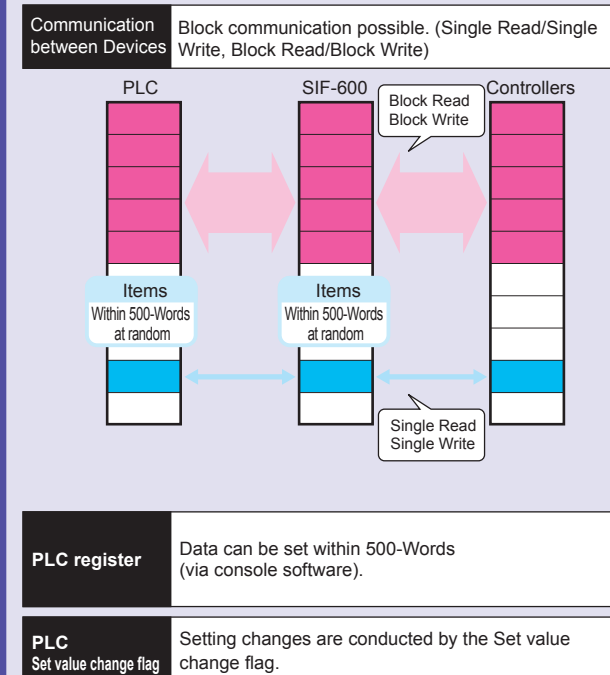 Communication
between Devices
Block communication possible. (Single Read/Single
Write, Block Read/Block Write)
PLC
SIF-600
Controllers
Block Read
Block Write
Items
Within 500-Words
at random
Items
Within 500-Words
at random
Single Read
Single Write
PLC register
Data can be set within 500-Words
(via console software).
PLC
Set value change flag
Setting changes are conducted by the Set value
change flag.